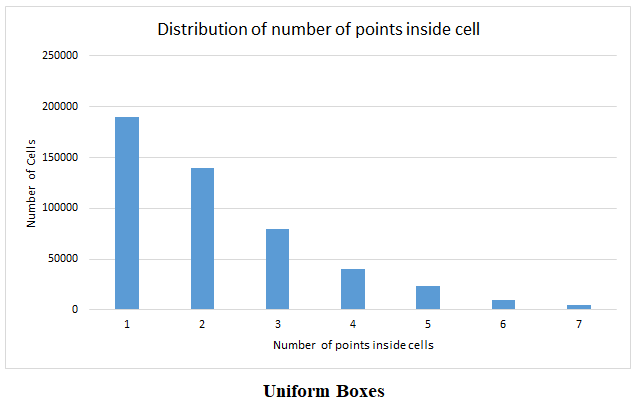 Distribution of number of points inside cell
250000
200000
150000
100000
50000
0
Number of Cells
1 2 3 4 5 6 7
Number of points inside cells
Uniform Boxes